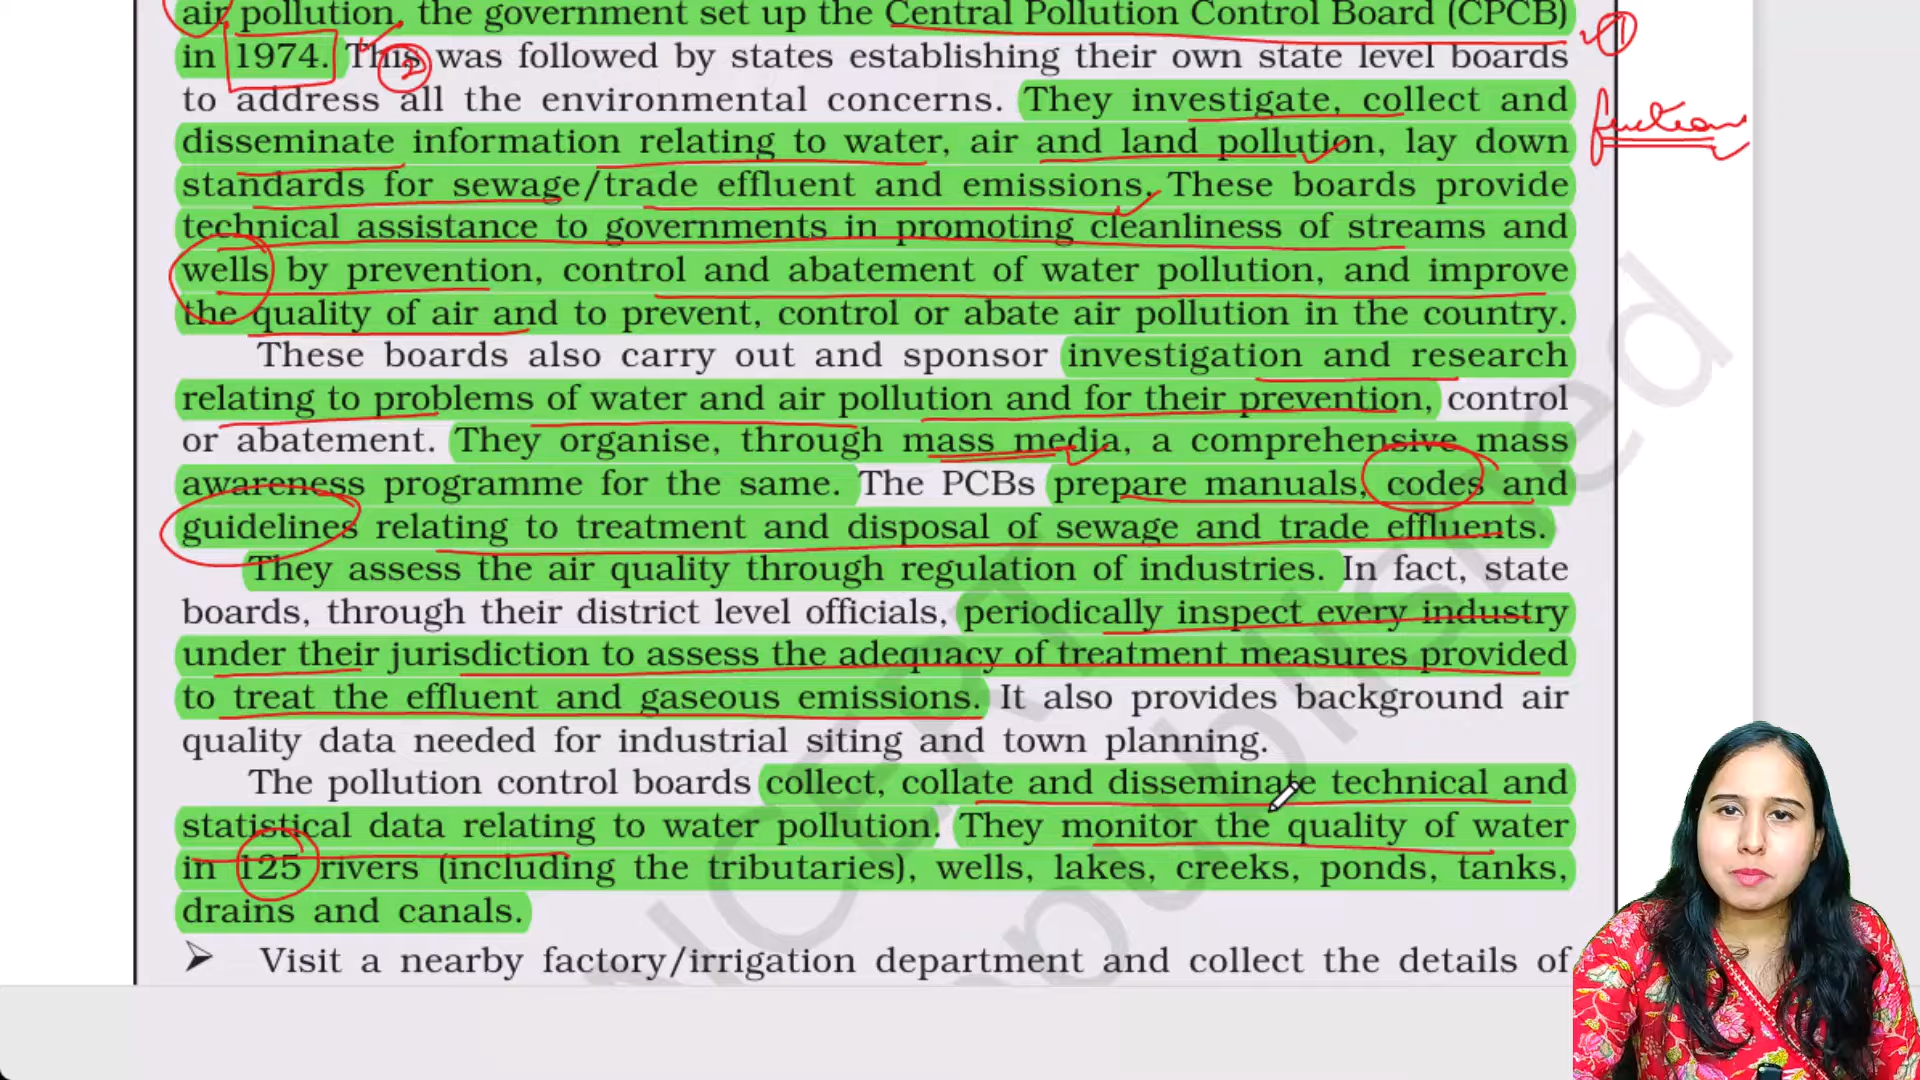 air pollution, the government set up the Central Pollution Control Board (CPCB)
in 1974. This was followed by states establishing their own state level boards
to address all the environmental concerns. They investigate, collect and
disseminate information relating to water, air and land pollution, lay down
standards for sewage/trade effluent and emissions. These boards provide
technical assistance to governments in promoting cleanliness of streams and
wells by prevention, control and abatement of water pollution, and improve
the quality of air and to prevent, control or abate air pollution in the country.
These boards also carry out and sponsor investigation and research
relating to problems of water and air pollution and for their prevention, control
or abatement. They organise, through mass media, a comprehensive mass
awareness programme for the same. The PCBs prepare manuals, codes and
guidelines relating to treatment and disposal of sewage and trade effluents.
They assess the air quality through regulation of industries. In fact, state
boards, through their district level officials, periodically inspect every industry
under their jurisdiction to assess the adequacy of treatment measures provided
to treat the effluent and gaseous emissions. It also provides background air
quality data needed for industrial siting and town planning.
The pollution control boards collect, collate and disseminate technical and
statistical data relating to water pollution. They monitor the quality of water
in 125 rivers (including the tributaries), wells, lakes, creeks, ponds, tanks,
drains and canals.
➢ Visit a nearby factory/irrigation department and collect the details of
1
2
NCERT
published